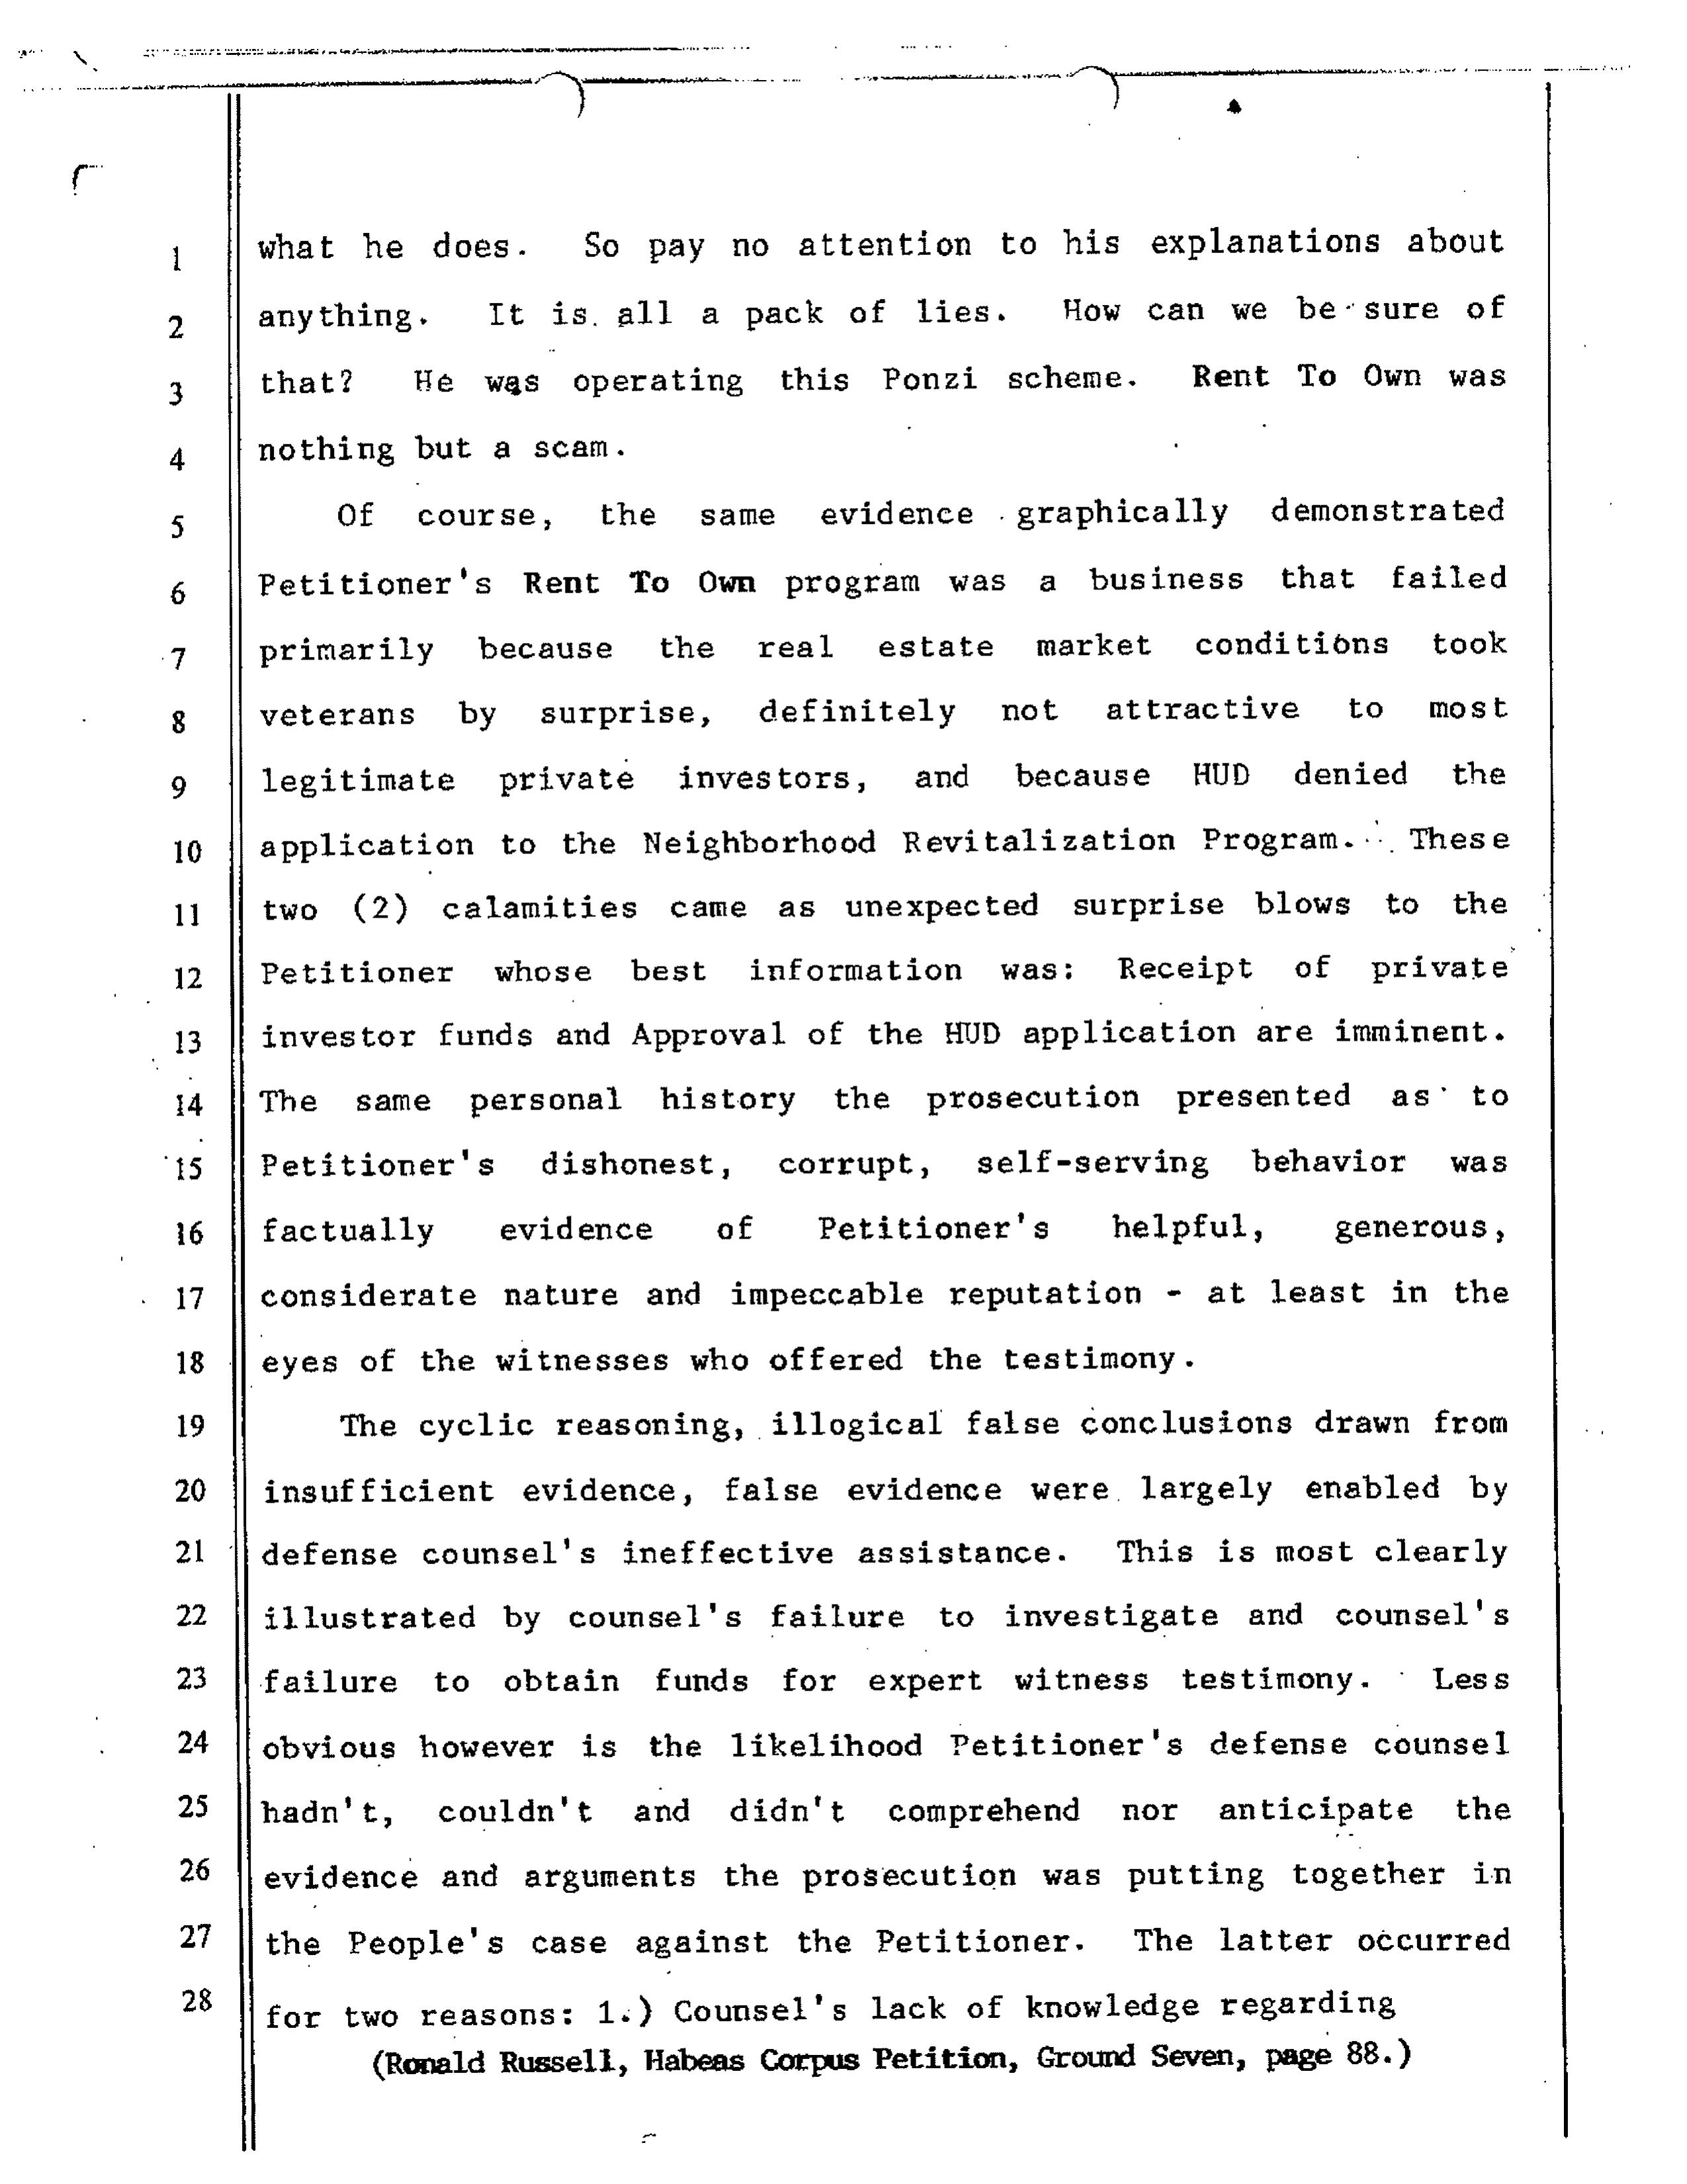 1 what he does. So pay no attention to his explanations about
2 anything. It is all a pack of lies. How can we be sure of
3 that? He was operating this Ponzi scheme. Rent To Own was
4 nothing but a scam.
5 Of course, the same evidence graphically demonstrated
6 Petitioner's Rent To Own program was a business that failed
7 primarily because the real estate market conditions took
8 veterans by surprise, definitely not attractive to most
9 legitimate private investors, and because HUD denied the
10 application to the Neighborhood Revitalization Program. These
11 two (2) calamities came as unexpected surprise blows to the
12 Petitioner whose best information was: Receipt of private
13 investor funds and Approval of the HUD application are imminent.
14 The same personal history the prosecution presented as to
15 Petitioner's dishonest, corrupt, self-serving behavior was
16 factually evidence of Petitioner's helpful, generous,
17 considerate nature and impeccable reputation - at least in the
18 eyes of the witnesses who offered the testimony.
19 The cyclic reasoning, illogical false conclusions drawn from
20 insufficient evidence, false evidence were largely enabled by
21 defense counsel's ineffective assistance. This is most clearly
22 illustrated by counsel's failure to investigate and counsel's
23 failure to obtain funds for expert witness testimony. Less
24 obvious however is the likelihood Petitioner's defense counsel
25 hadn't, couldn't and didn't comprehend nor anticipate the
26 evidence and arguments the prosecution was putting together in
27 the People's case against the Petitioner. The latter occurred
28 for two reasons: 1.) Counsel's lack of knowledge regarding
(Ronald Russell, Habeas Corpus Petition, Ground Seven, page 88.)